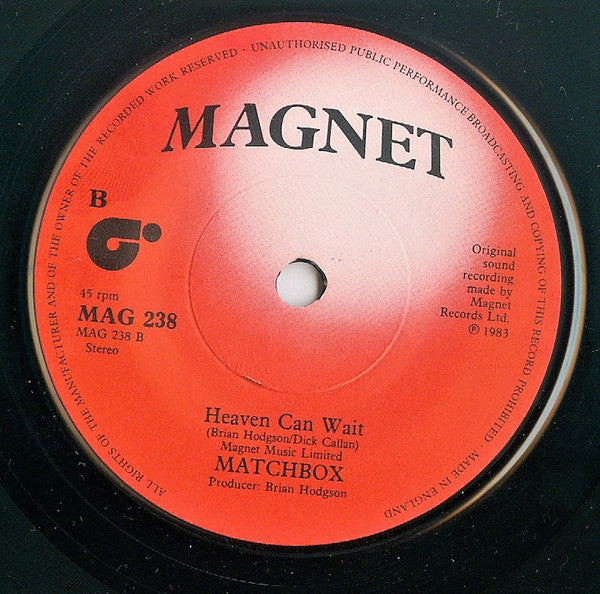 ALL RIGHTS OF THE MANUFACTURER AND OF THE OWNER OF THE RECORDED WORK RESERVED · UNAUTHORISED PUBLIC PERFORMANCE BROADCASTING AND COPYING OF THIS RECORD PROHIBITED MADE IN ENGLAND
MAGNET
B
45 rpm
MAG 238
MAG 238 B
Stereo
Original
sound
recording
made by
Magnet
Records Ltd.
℗ 1983
Heaven Can Wait
(Brian Hodgson/Dick Callan)
Magnet Music Limited
MATCHBOX
Producer: Brian Hodgson